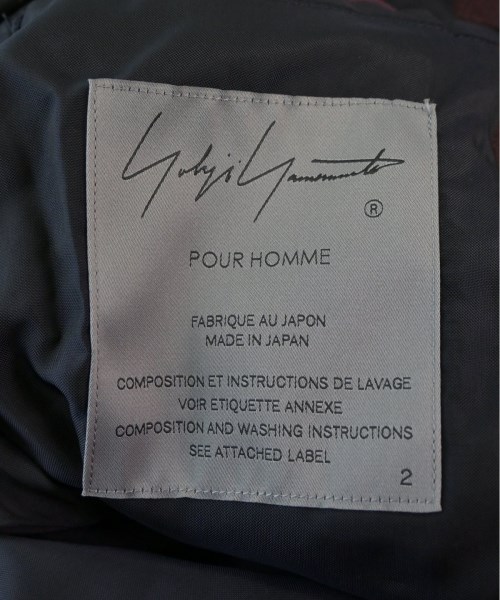 Yohji Yamamoto
®
POUR HOMME
FABRIQUE AU JAPON
MADE IN JAPAN
COMPOSITION ET INSTRUCTIONS DE LAVAGE
VOIR ETIQUETTE ANNEXE
COMPOSITION AND WASHING INSTRUCTIONS
SEE ATTACHED LABEL
2